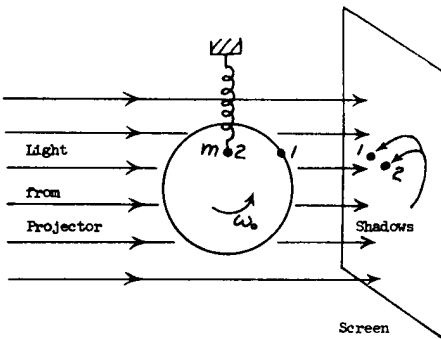 m 2 1
Light
1
2
from
ω
Projector
Shadows
Screen